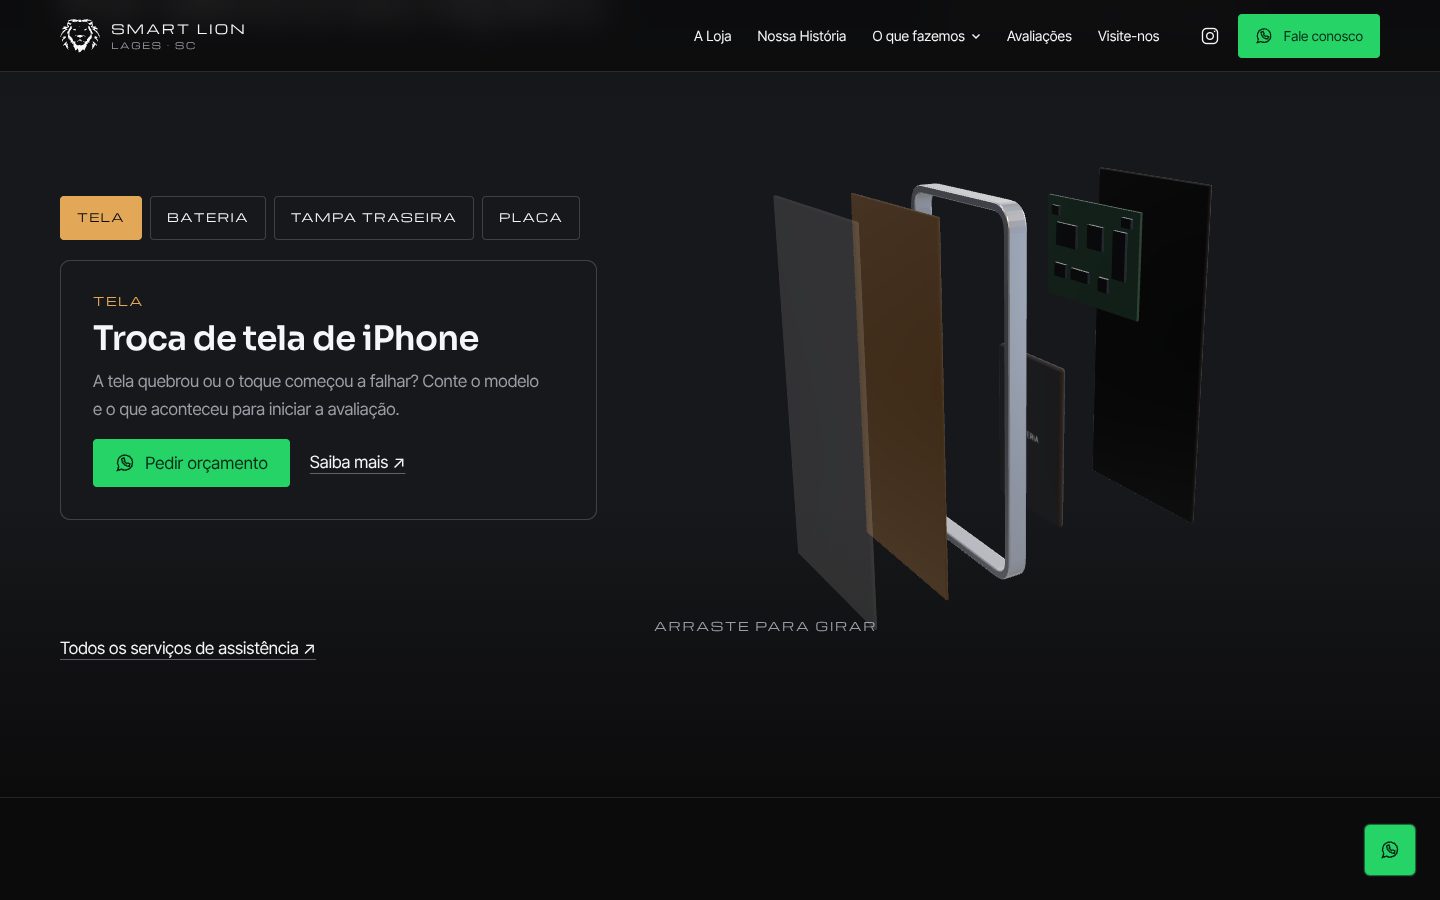 SMART LION
LAGES · SC
A Loja
Nossa História
O que fazemos
Avaliações
Visite-nos
Fale conosco
TELA
BATERIA
TAMPA TRASEIRA
PLACA
TELA
Troca de tela de iPhone
A tela quebrou ou o toque começou a falhar? Conte o modelo
e o que aconteceu para iniciar a avaliação.
Pedir orçamento
Saiba mais ↗
ARRASTE PARA GIRAR
Todos os serviços de assistência ↗